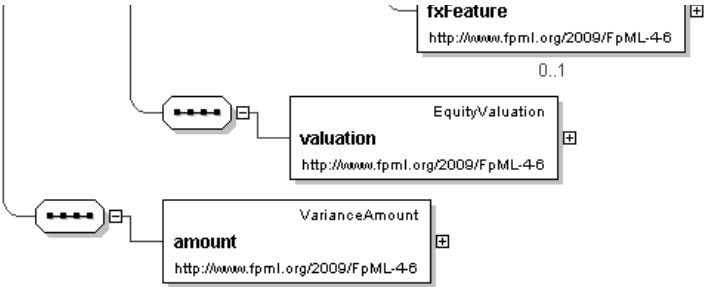 fxFeature
http://www.fpml.org/2009/FpML-4-6
0..1
EquityValuation
valuation
http://www.fpml.org/2009/FpML-4-6
VarianceAmount
amount
http://www.fpml.org/2009/FpML-4-6